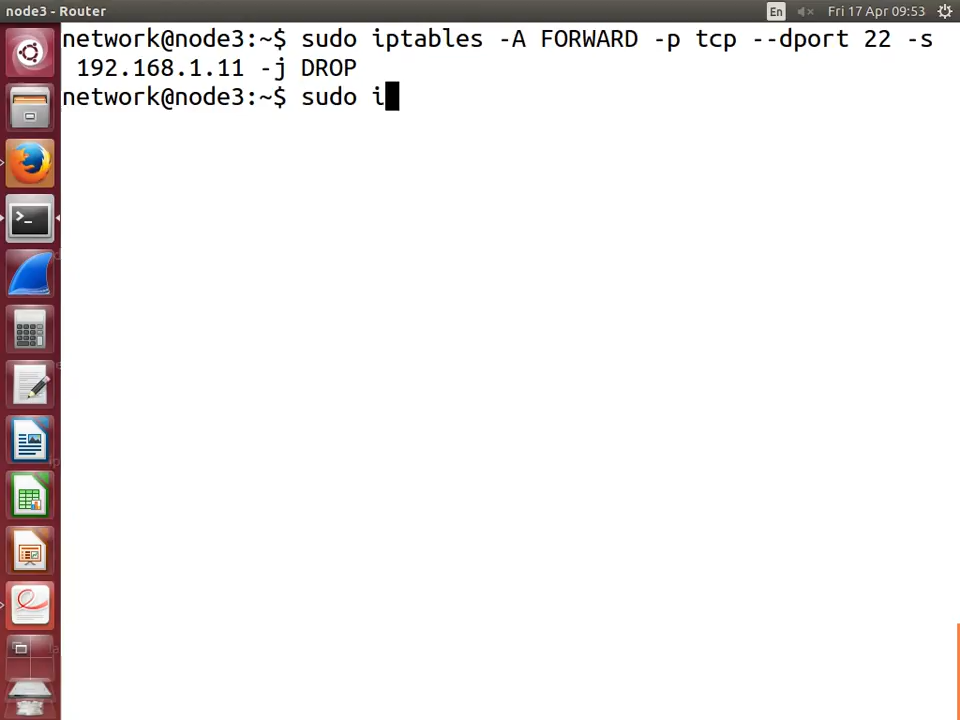 node3 - Router
En
Fri 17 Apr 09:53
network@node3:~$ sudo iptables -A FORWARD -p tcp --dport 22 -s
192.168.1.11 -j DROP
network@node3:~$ sudo i